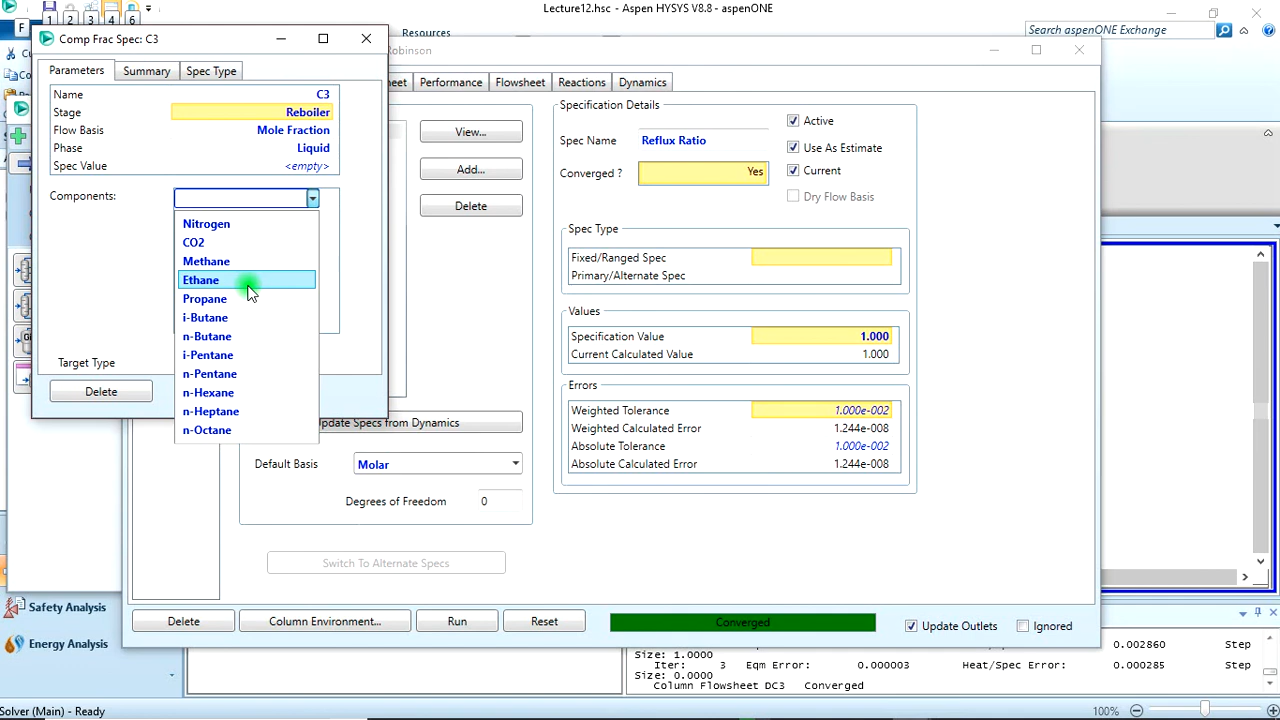 Lecture12.hsc - Aspen HYSYS V8.8 - aspenONE
1 2 3 4 6
F
Resources
Search aspenONE Exchange
Comp Frac Spec: C3
Robinson
Parameters Summary Spec Type
Performance Flowsheet Reactions Dynamics
Name C3
Stage Reboiler
Flow Basis Mole Fraction
Phase Liquid
Spec Value <empty>
Components:
Nitrogen
CO2
Methane
Ethane
Propane
i-Butane
n-Butane
i-Pentane
n-Pentane
n-Hexane
n-Heptane
n-Octane
Target Type
Delete
View...
Add...
Delete
Update Specs from Dynamics
Default Basis Molar
Degrees of Freedom 0
Switch To Alternate Specs
Specification Details
Spec Name Reflux Ratio
Converged ? Yes
Active
Use As Estimate
Current
Dry Flow Basis
Spec Type
Fixed/Ranged Spec
Primary/Alternate Spec
Values
Specification Value 1.000
Current Calculated Value 1.000
Errors
Weighted Tolerance 1.000e-002
Weighted Calculated Error 1.244e-008
Absolute Tolerance 1.000e-002
Absolute Calculated Error 1.244e-008
Delete Column Environment... Run Reset Converged Update Outlets Ignored
Safety Analysis
Energy Analysis
0.002860 Step
Size: 1.0000
Iter: 3 Eqm Error: 0.000003 Heat/Spec Error: 0.000285 Step
Size: 0.0000
Column Flowsheet DC3 Converged
Solver (Main) - Ready
100%